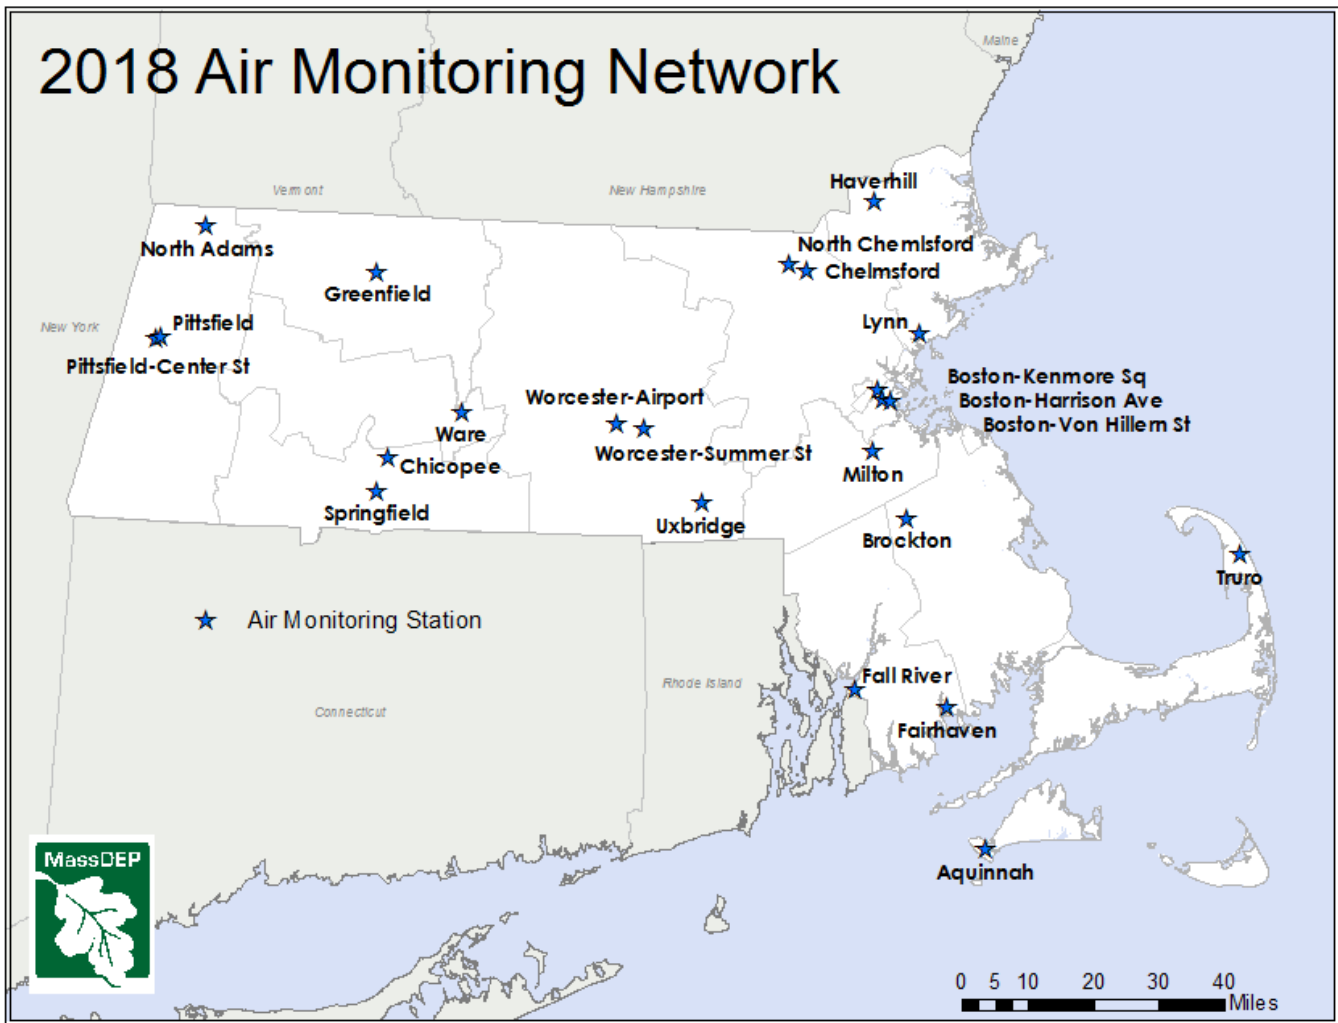 2018 Air Monitoring Network
Maine
Vermont
New Hampshire
Haverhill
North Adams
North Chemlsford
Chelmsford
Greenfield
New York
Pittsfield
Lynn
Pittsfield-Center St
Boston-Kenmore Sq
Worcester-Airport
Boston-Harrison Ave
Boston-Von Hillern St
Ware
Worcester-Summer St
Chicopee
Milton
Springfield
Uxbridge
Brockton
Truro
Air Monitoring Station
Fall River
Rhode Island
Connecticut
Fairhaven
MassDEP
Aquinnah
0 5 10 20 30 40
Miles